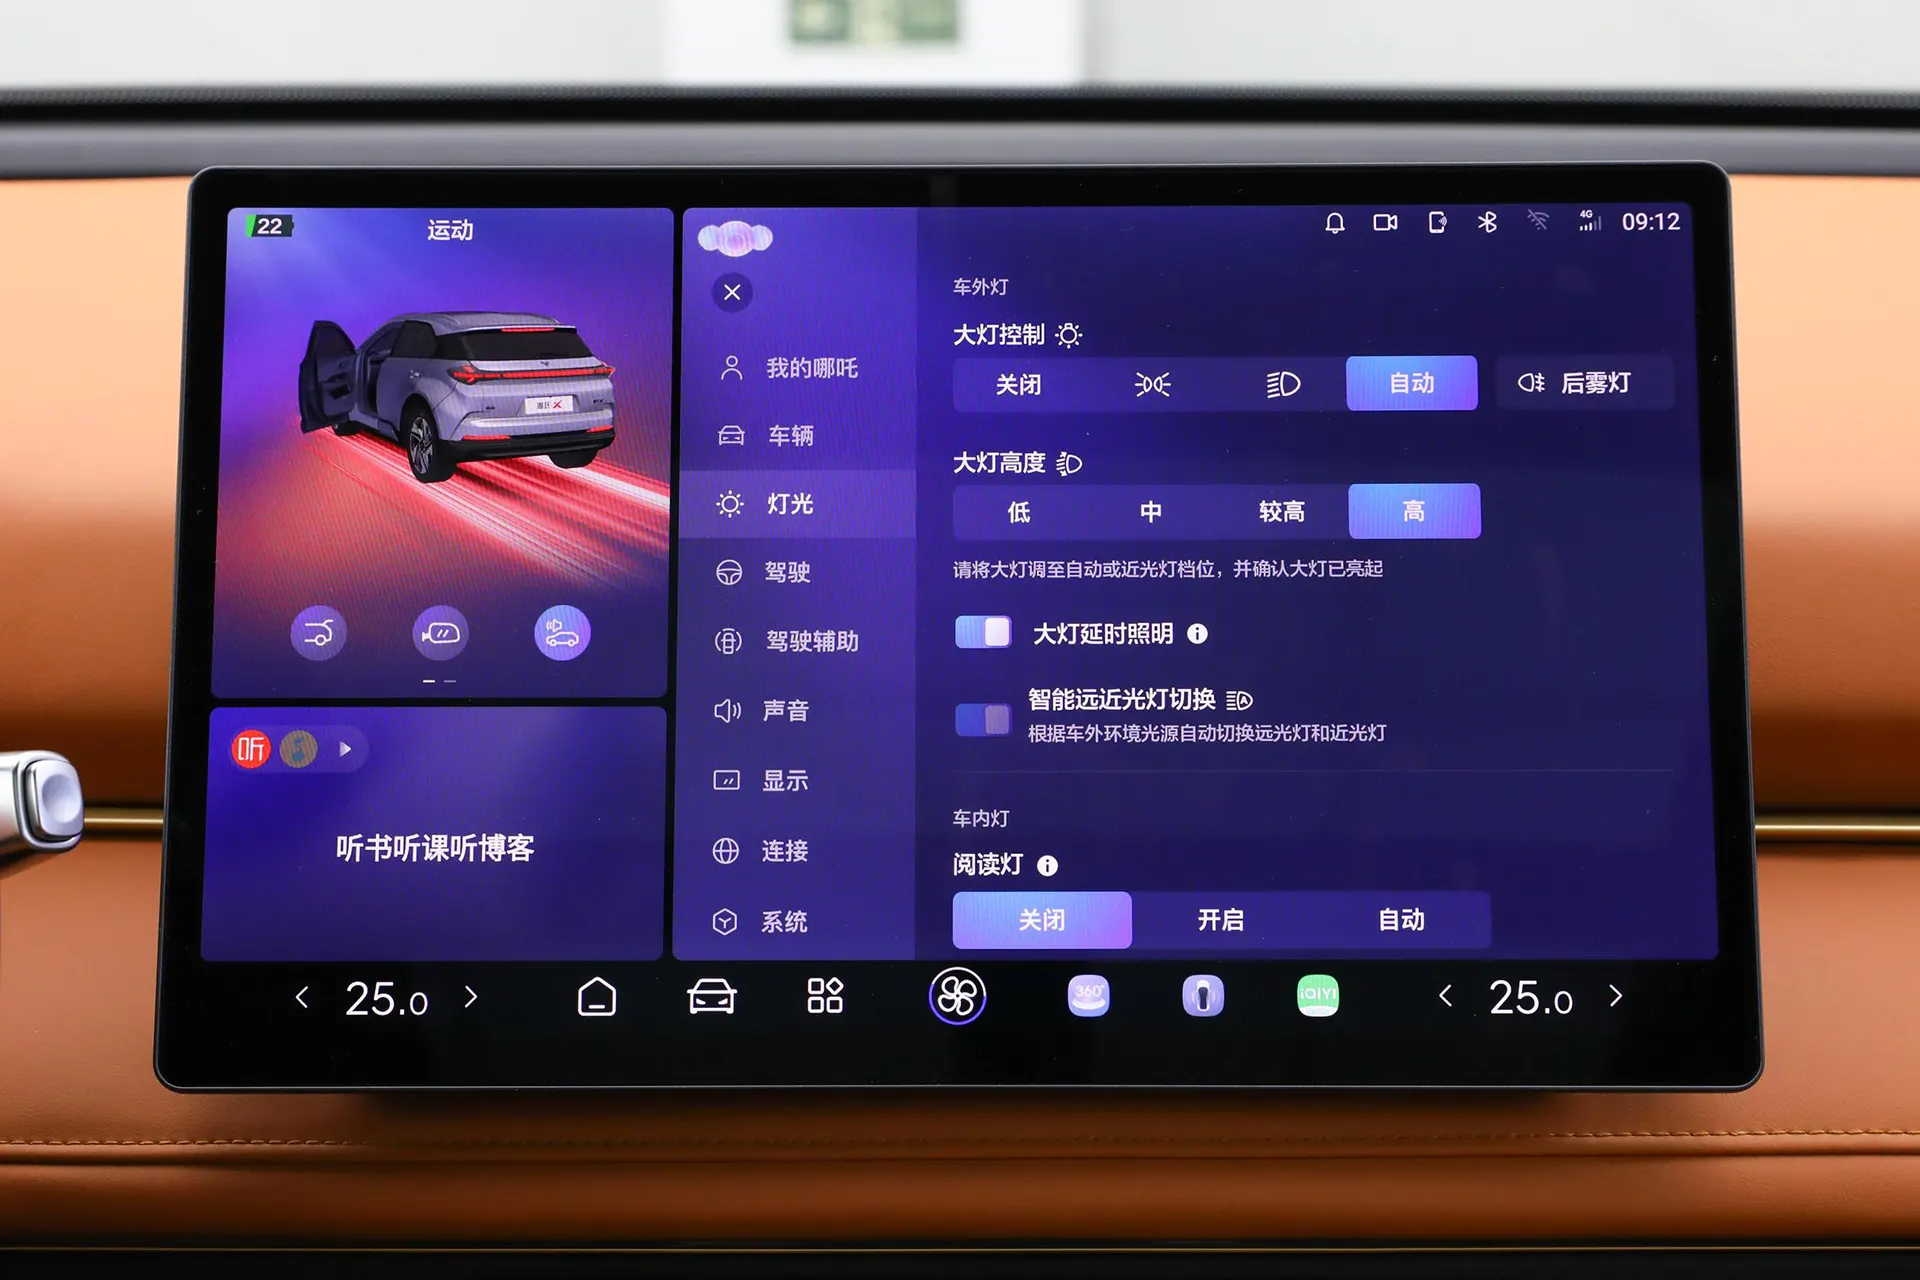 22
运动
听
听书听课听博客
我的哪吒
车辆
灯光
驾驶
驾驶辅助
声音
显示
连接
系统
4G
09:12
车外灯
大灯控制
关闭
自动
后雾灯
大灯高度
低
中
较高
高
请将大灯调至自动或近光灯档位，并确认大灯已亮起
大灯延时照明
智能远近光灯切换
根据车外环境光源自动切换远光灯和近光灯
车内灯
阅读灯
关闭
开启
自动
25.0
360°
iQIYI
25.0